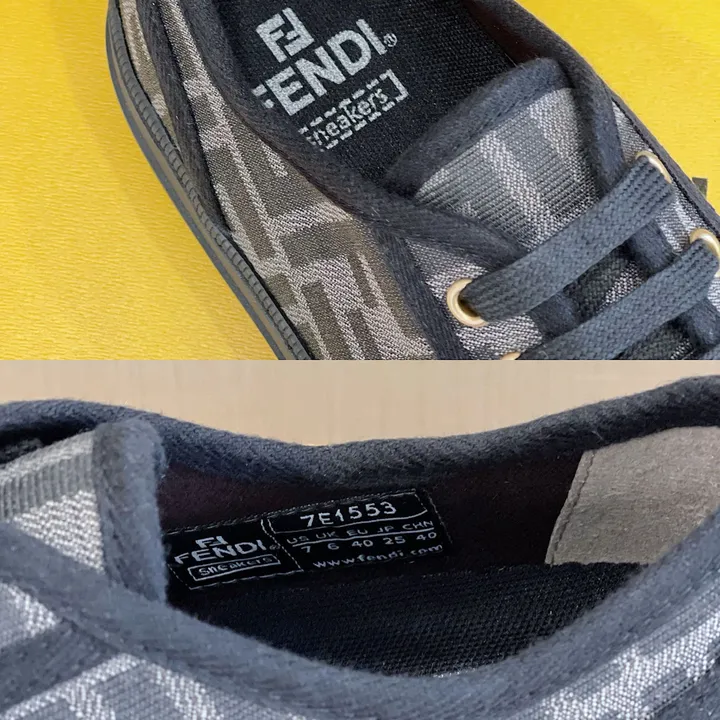 FENDI®
sneakers
FENDI®
sneakers
7E1553
US UK EU JP CHN
7 6 40 25 40
www.fendi.com